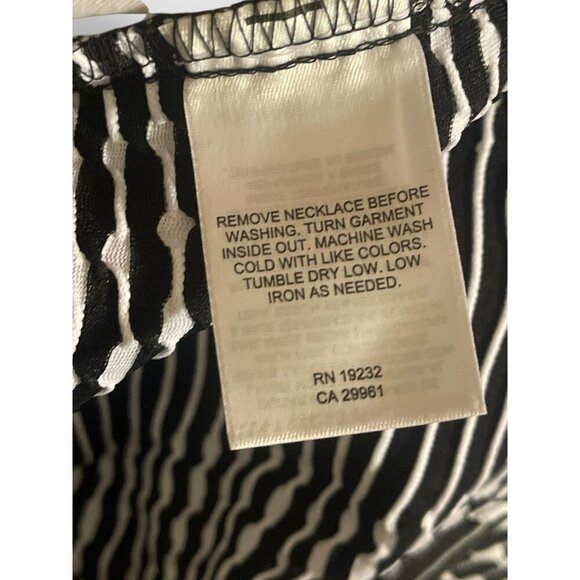 REMOVE NECKLACE BEFORE
WASHING. TURN GARMENT
INSIDE OUT. MACHINE WASH
COLD WITH LIKE COLORS.
TUMBLE DRY LOW. LOW
IRON AS NEEDED.
RN 19232
CA 29961